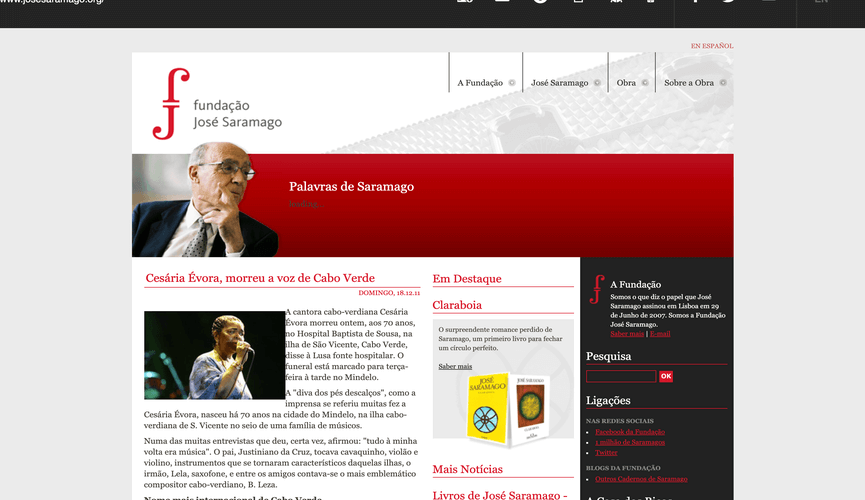 www.josesaramago.org/
EN
EN ESPAÑOL
fundação
José Saramago
A Fundação
José Saramago
Obra
Sobre a Obra
Palavras de Saramago
loading...
Cesária Évora, morreu a voz de Cabo Verde
DOMINGO, 18.12.11
A cantora cabo-verdiana Cesária
Évora morreu ontem, aos 70 anos,
no Hospital Baptista de Sousa, na
ilha de São Vicente, Cabo Verde,
disse à Lusa fonte hospitalar. O
funeral está marcado para terça-
feira à tarde no Mindelo.
A "diva dos pés descalços", como a
imprensa se referiu muitas fez a
Cesária Évora, nasceu há 70 anos na cidade do Mindelo, na ilha cabo-
verdiana de S. Vicente no seio de uma família de músicos.
Numa das muitas entrevistas que deu, certa vez, afirmou: "tudo à minha
volta era música". O pai, Justiniano da Cruz, tocava cavaquinho, violão e
violino, instrumentos que se tornaram característicos daquelas ilhas, o
irmão, Lela, saxofone, e entre os amigos contava-se o mais emblemático
compositor cabo-verdiano, B. Leza.
Nome mais internacional de Cabo Verde
Em Destaque
Claraboia
O surpreendente romance perdido de
Saramago, um primeiro livro para fechar
um círculo perfeito.
Saber mais
JOSÉ
SARAMAGO
Mais Notícias
Livros de José Saramago -
A Fundação
Somos o que diz o papel que José
Saramago assinou em Lisboa em 29
de Junho de 2007. Somos a Fundação
José Saramago.
Saber mais | E-mail
Pesquisa
OK
Ligações
NAS REDES SOCIAIS
Facebook da Fundação
1 milhão de Saramagos
Twitter
BLOGS DA FUNDAÇÃO
Outros Cadernos de Saramago
A Casa dos Bicos